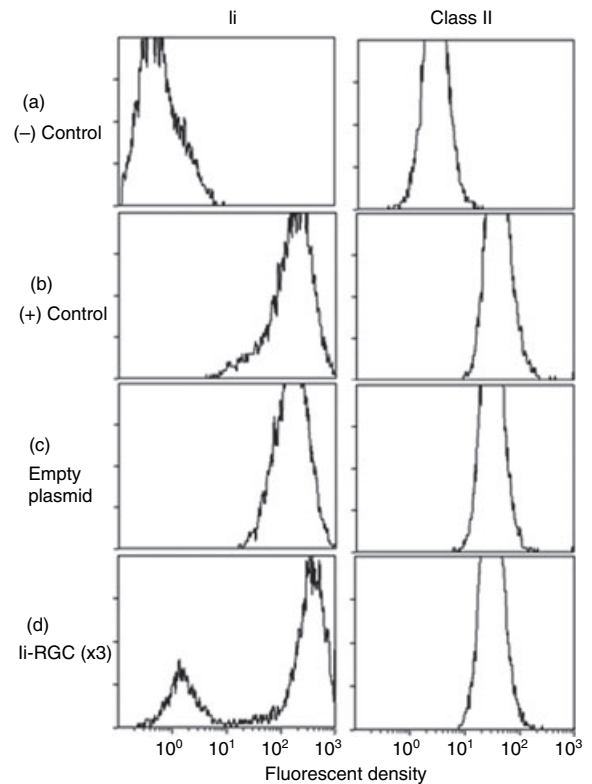 Ii Class II
(a)
(–) Control
(b)
(+) Control
(c)
Empty
plasmid
(d)
Ii-RGC (x3)
10⁰ 10¹ 10² 10³ 10⁰ 10¹ 10² 10³
Fluorescent density